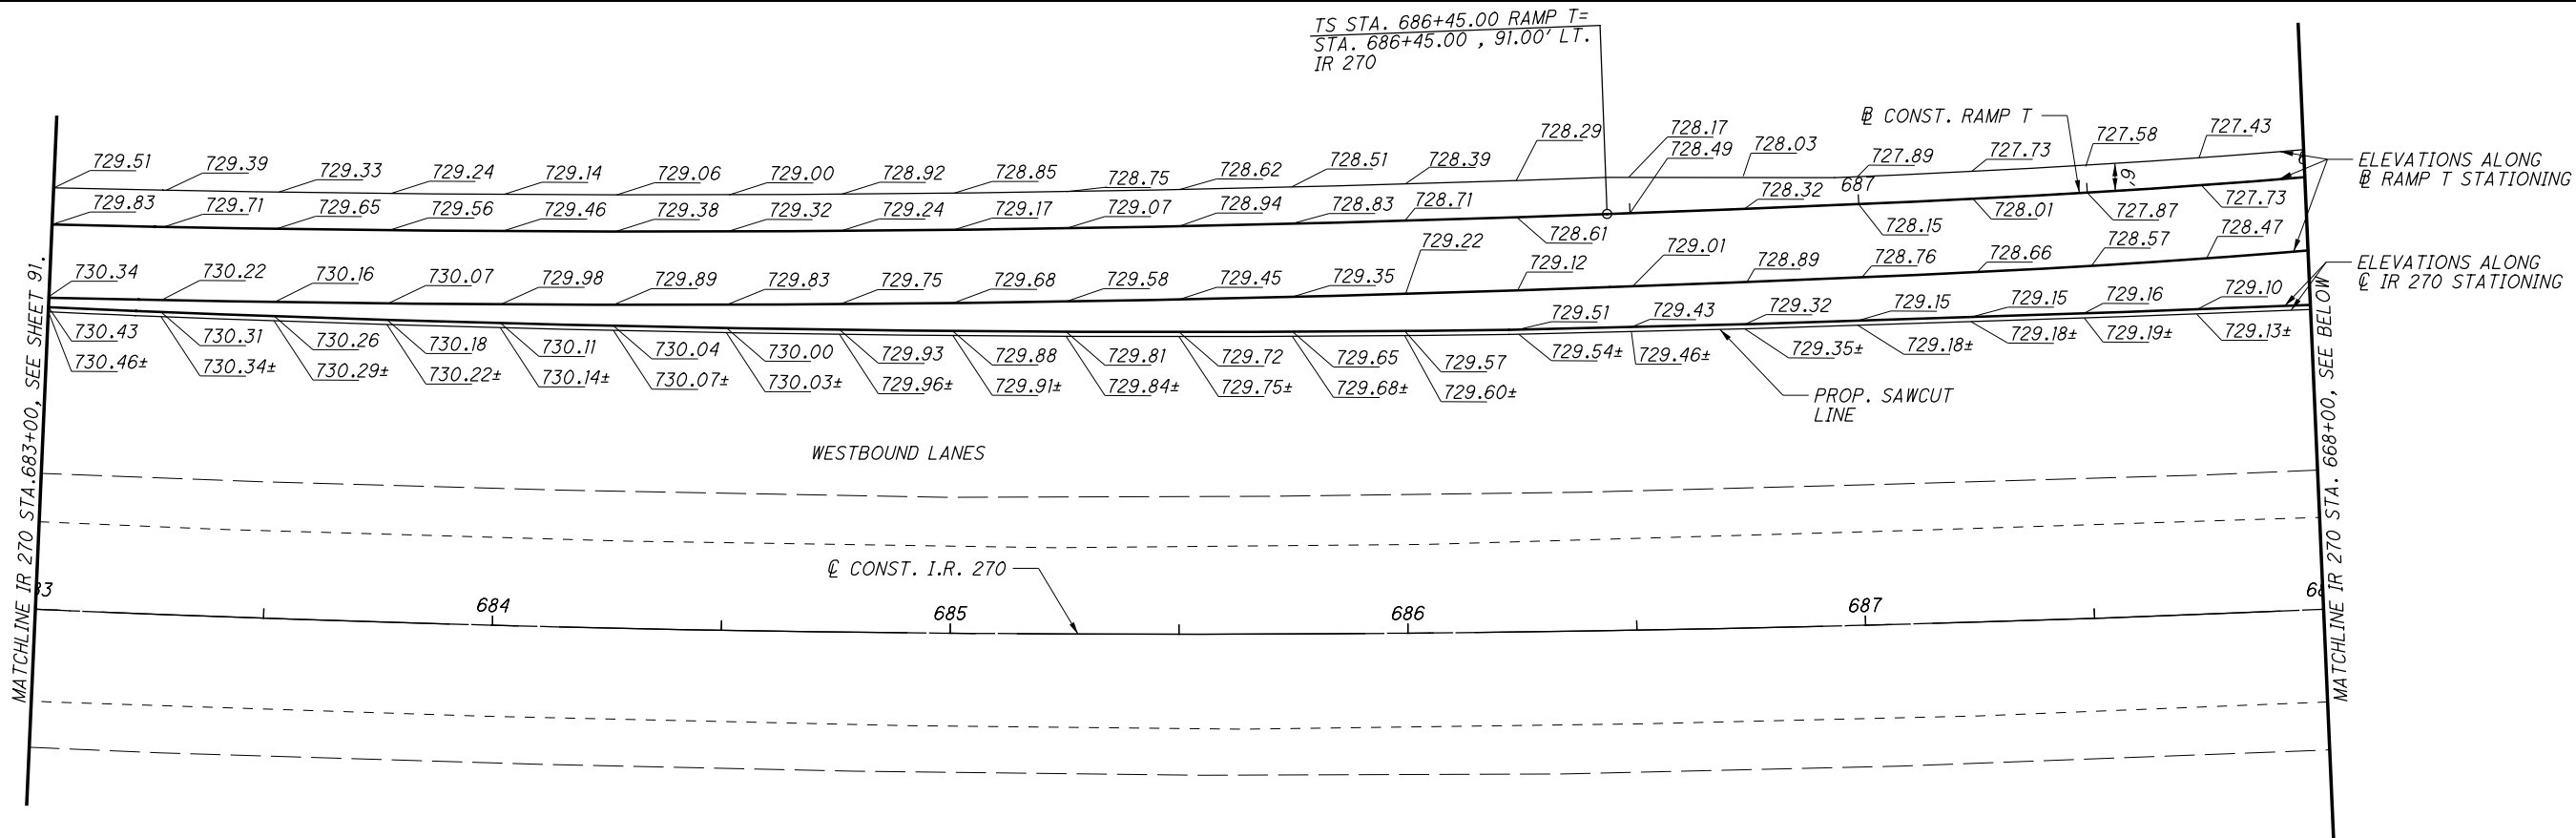 TS STA. 686+45.00 RAMP T=
STA. 686+45.00 , 91.00' LT.
IR 270
℄ CONST. RAMP T
729.51 729.39 729.33 729.24 729.14 729.06 729.00 728.92 728.85 728.75 728.62 728.51 728.39 728.29 728.17 728.03 727.89 727.73 727.58 727.43
729.83 729.71 729.65 729.56 729.46 729.38 729.32 729.24 729.17 729.07 728.94 728.83 728.71 728.61 728.49 728.32 687 728.15 728.01 727.87 727.73
6'
ELEVATIONS ALONG
℄ RAMP T STATIONING
730.34 730.22 730.16 730.07 729.98 729.89 729.83 729.75 729.68 729.58 729.45 729.35 729.22 729.12 729.01 728.89 728.76 728.66 728.57 728.47
ELEVATIONS ALONG
℄ IR 270 STATIONING
730.43 730.31 730.26 730.18 730.11 730.04 730.00 729.93 729.88 729.81 729.72 729.65 729.57 729.51 729.43 729.32 729.15 729.15 729.16 729.10
730.46± 730.34± 730.29± 730.22± 730.14± 730.07± 730.03± 729.96± 729.91± 729.84± 729.75± 729.68± 729.60± 729.54± 729.46± 729.35± 729.18± 729.18± 729.19± 729.13±
PROP. SAWCUT
LINE
WESTBOUND LANES
℄ CONST. I.R. 270
684 685 686 687
MATCHLINE IR 270 STA.683+00, SEE SHEET 91.
MATCHLINE IR 270 STA. 668+00, SEE BELOW